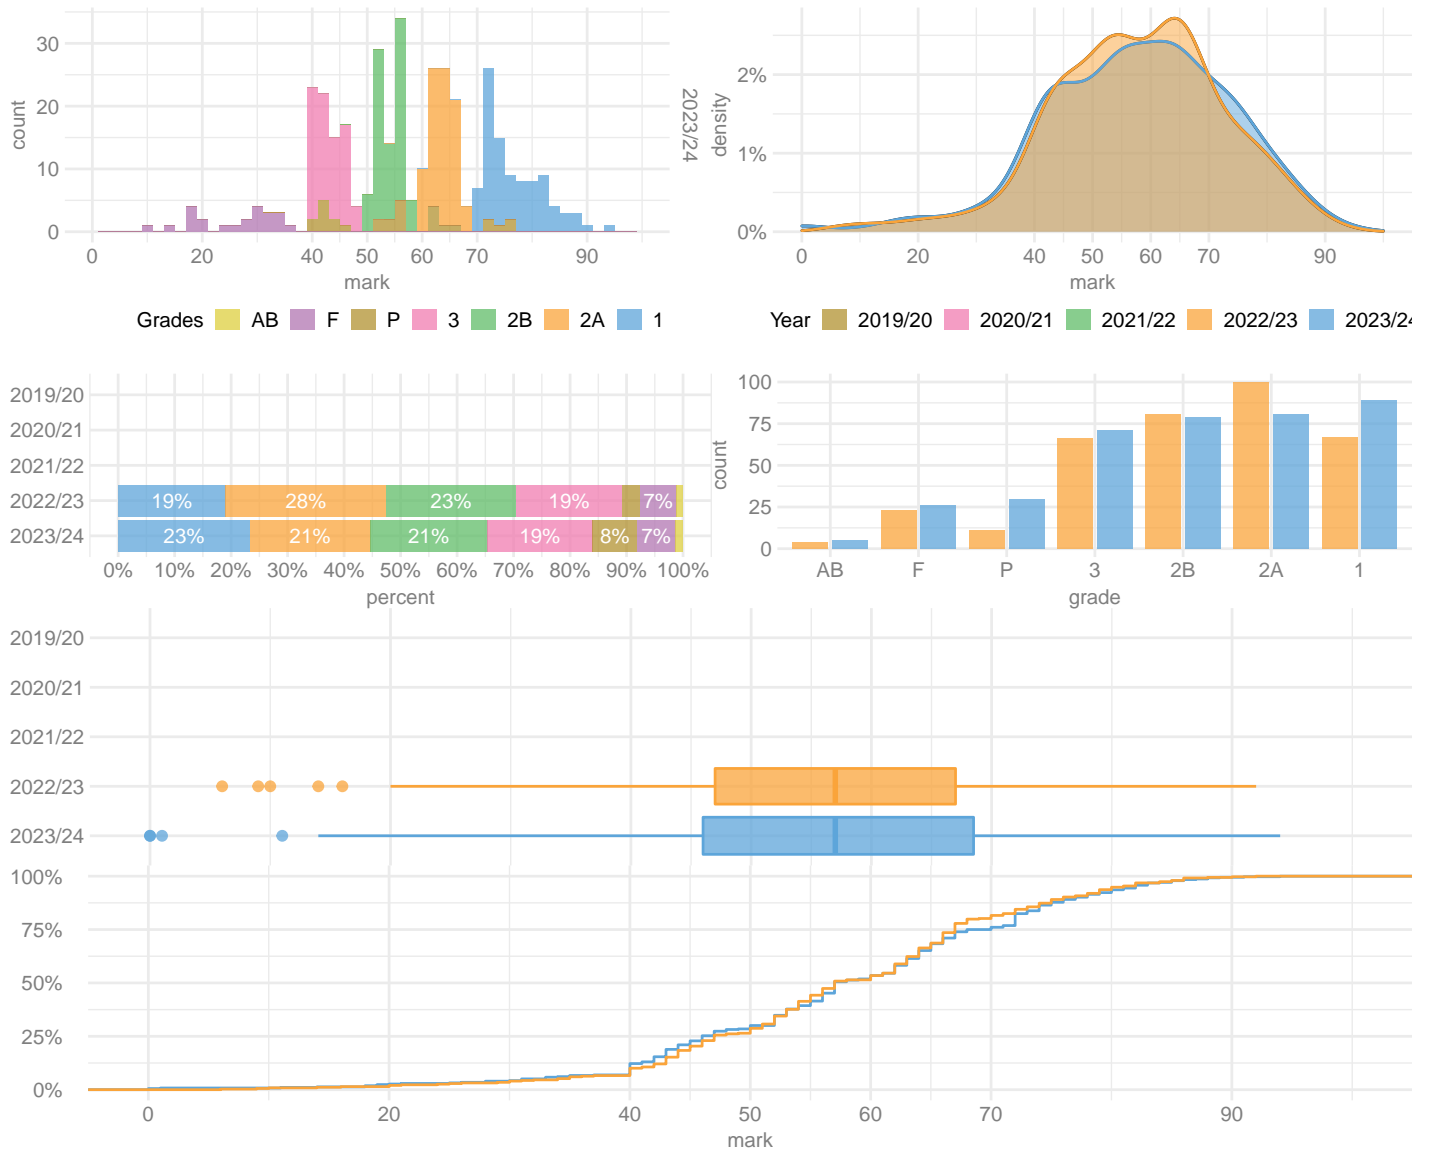 30
20
10
0
count
0 20 40 50 60 70 90
mark
2023/24
Grades AB F P 3 2B 2A 1
2%
1%
0%
density
0 20 40 50 60 70 90
mark
Year 2019/20 2020/21 2021/22 2022/23 2023/24
2019/20
2020/21
2021/22
2022/23 19% 28% 23% 19% 7%
2023/24 23% 21% 21% 19% 8% 7%
0% 10% 20% 30% 40% 50% 60% 70% 80% 90% 100%
percent
100
75
50
25
0
count
AB F P 3 2B 2A 1
grade
2019/20
2020/21
2021/22
2022/23
2023/24
100%
75%
50%
25%
0%
0 20 40 50 60 70 90
mark